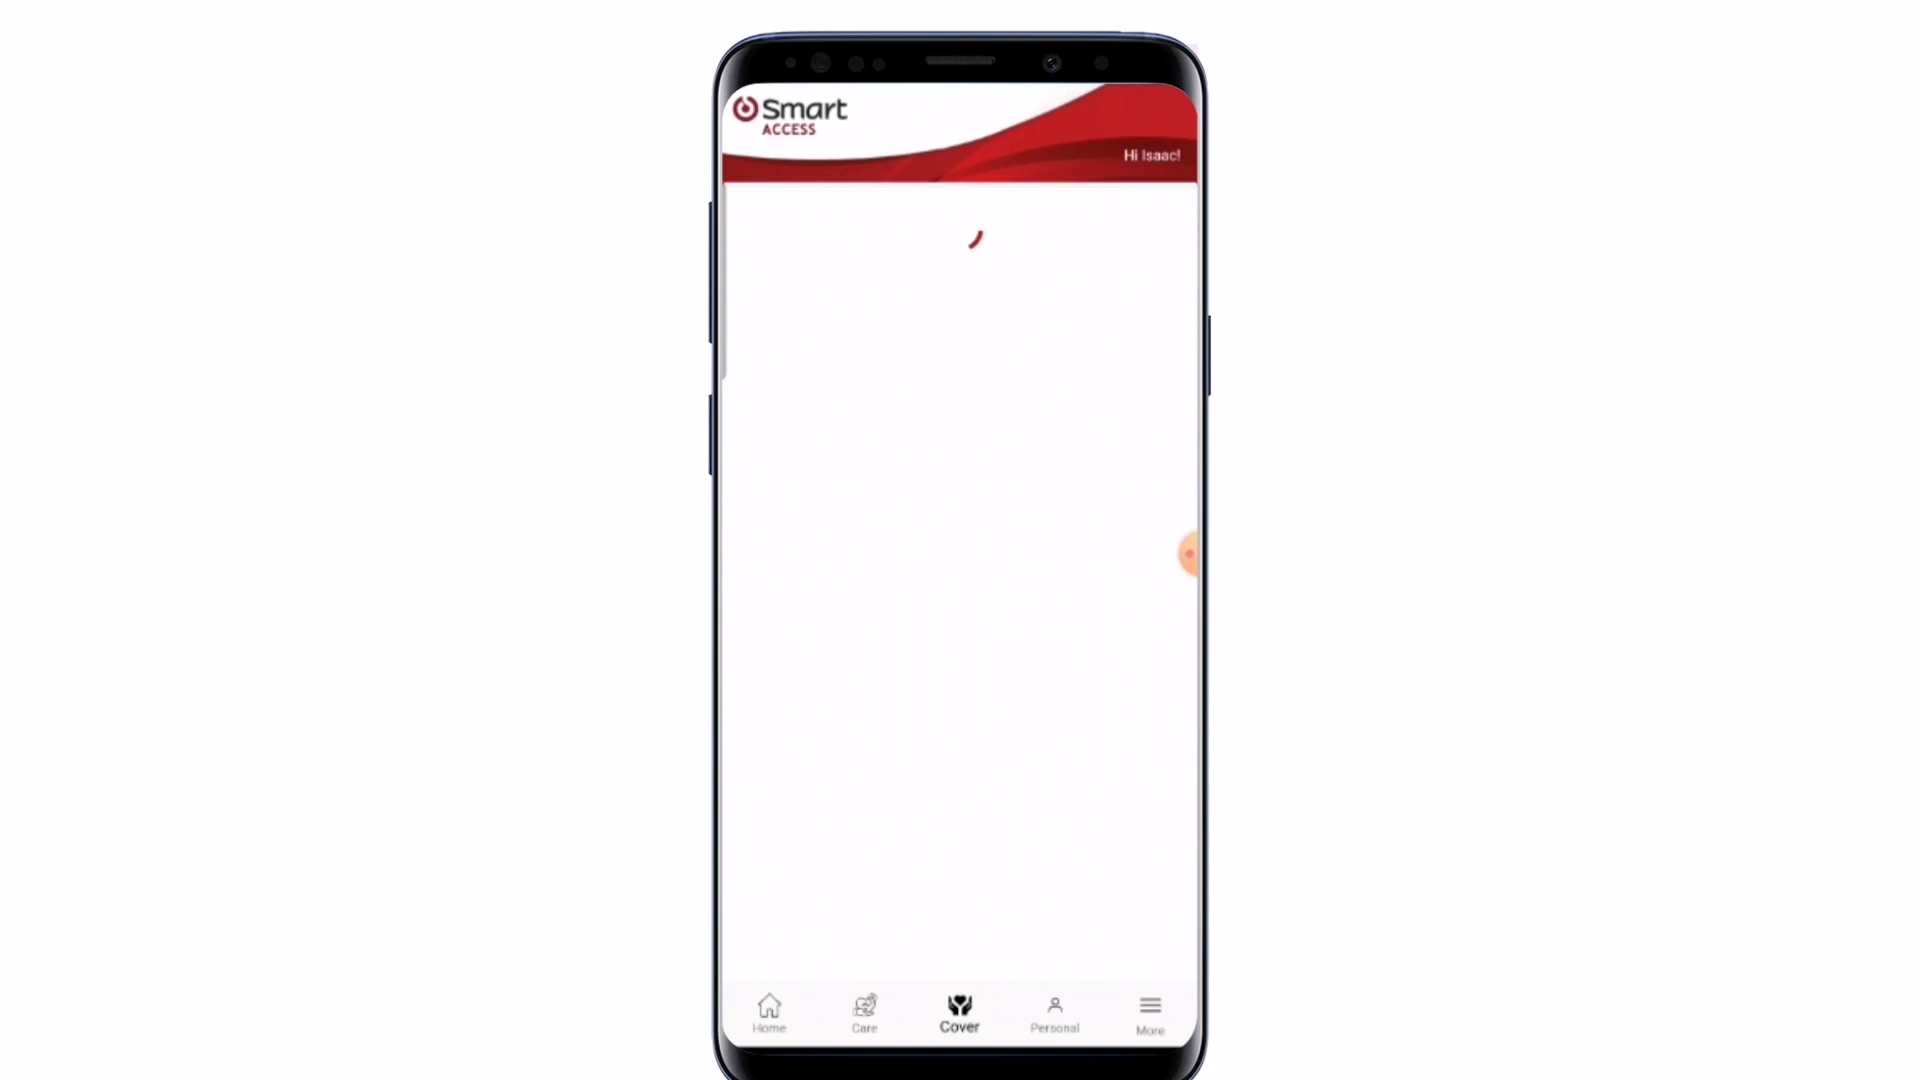 Smart
ACCESS
Hi Isaac!
Home
Care
Cover
Personal
More